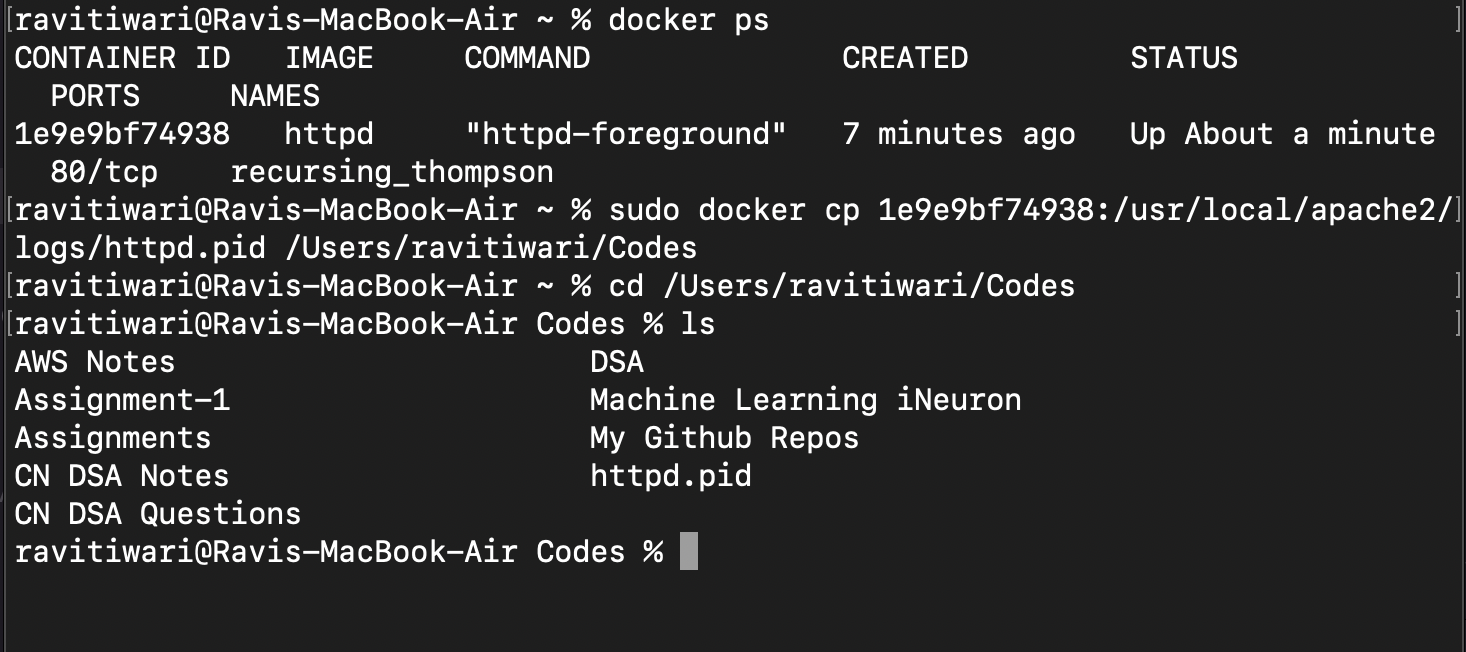 [ravitiwari@Ravis-MacBook-Air ~ % docker ps ]
CONTAINER ID   IMAGE     COMMAND              CREATED         STATUS
  PORTS     NAMES
1e9e9bf74938   httpd     "httpd-foreground"   7 minutes ago   Up About a minute
  80/tcp    recursing_thompson
[ravitiwari@Ravis-MacBook-Air ~ % sudo docker cp 1e9e9bf74938:/usr/local/apache2/]
logs/httpd.pid /Users/ravitiwari/Codes
[ravitiwari@Ravis-MacBook-Air ~ % cd /Users/ravitiwari/Codes ]
[ravitiwari@Ravis-MacBook-Air Codes % ls ]
AWS Notes                       DSA
Assignment-1                    Machine Learning iNeuron
Assignments                     My Github Repos
CN DSA Notes                    httpd.pid
CN DSA Questions
ravitiwari@Ravis-MacBook-Air Codes %